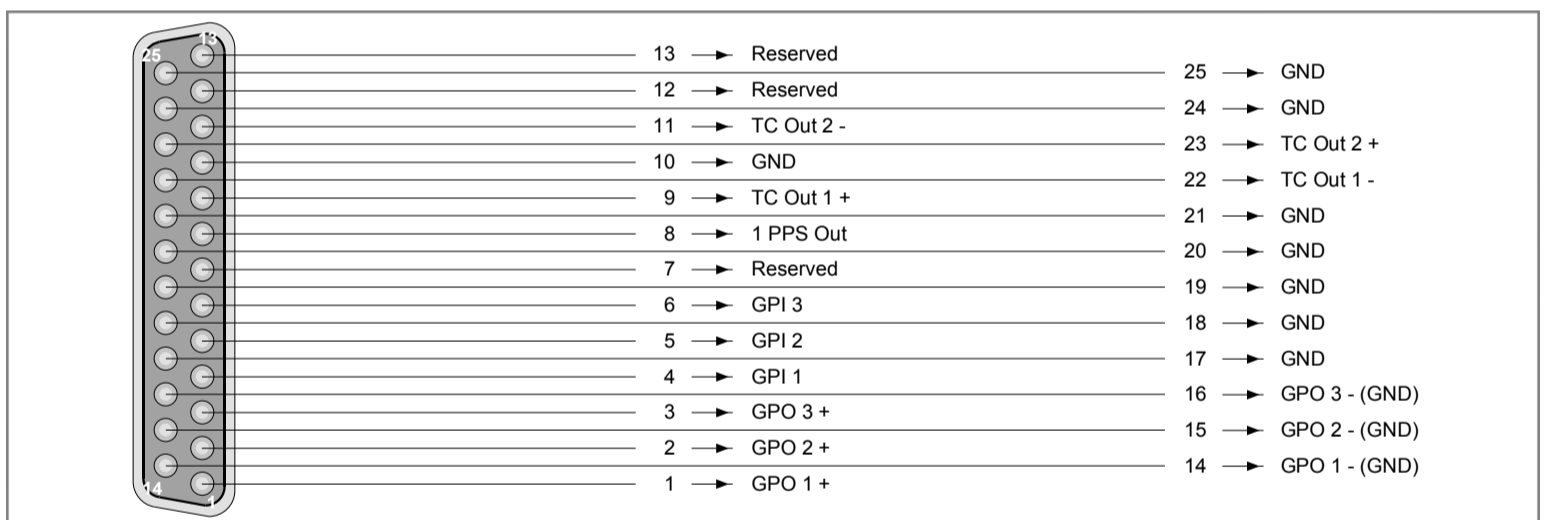 13
25
14
1
13 Reserved
25 GND
12 Reserved
24 GND
11 TC Out 2 -
23 TC Out 2 +
10 GND
22 TC Out 1 -
9 TC Out 1 +
21 GND
8 1 PPS Out
20 GND
7 Reserved
19 GND
6 GPI 3
18 GND
5 GPI 2
17 GND
4 GPI 1
16 GPO 3 - (GND)
3 GPO 3 +
15 GPO 2 - (GND)
2 GPO 2 +
14 GPO 1 - (GND)
1 GPO 1 +